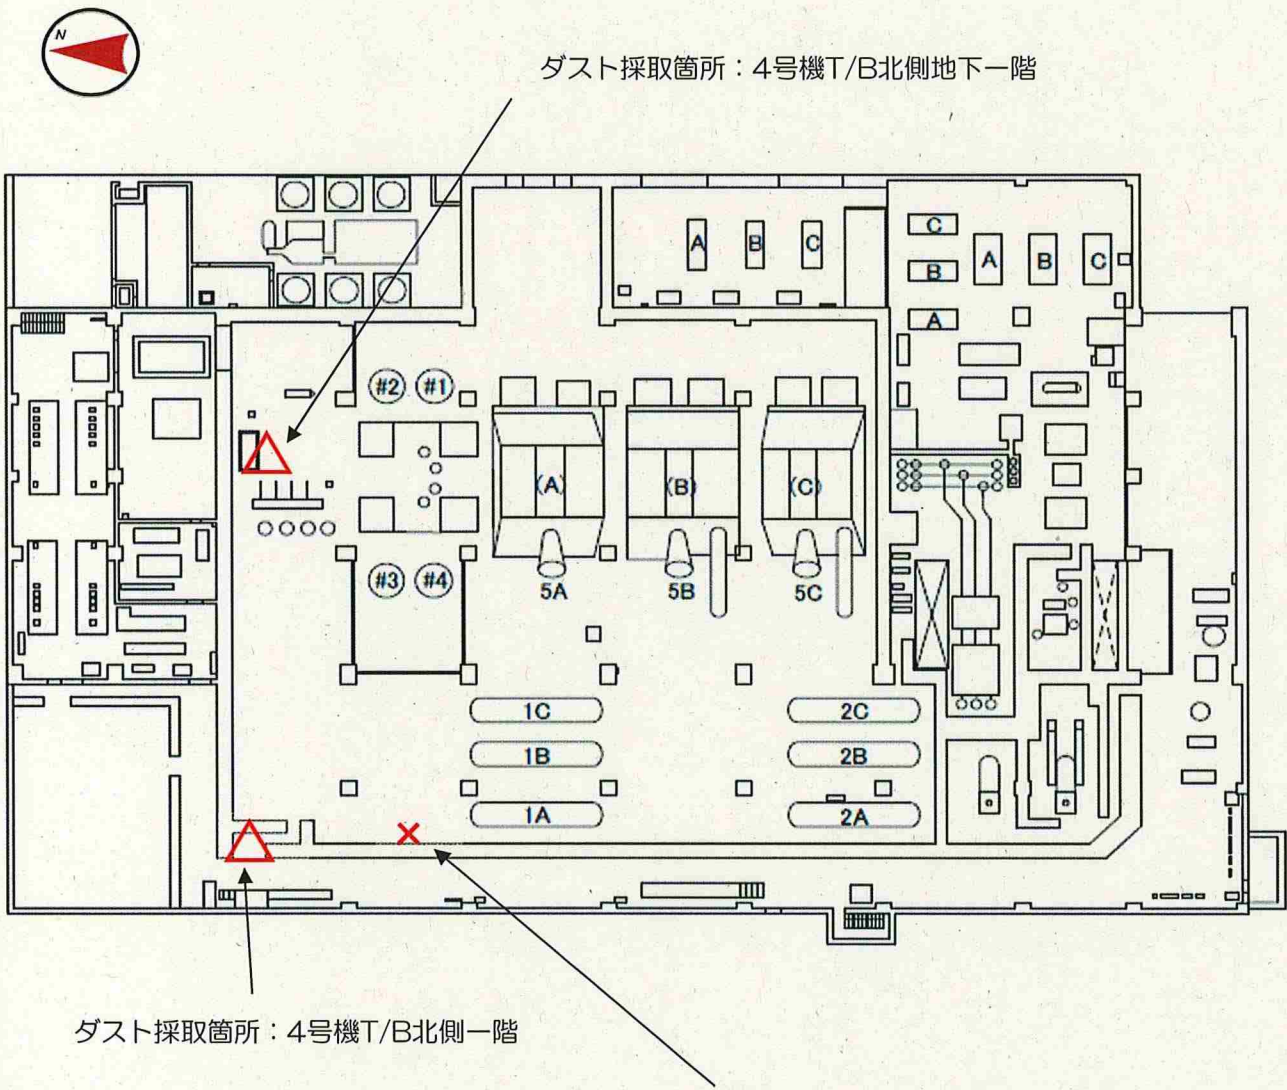 N
ダスト採取箇所：4号機T/B北側地下一階
A B C
C
B
A
A B C
#2 #1
(A) (B) (C)
#3 #4
5A 5B 5C
1C 2C
1B 2B
1A 2A
ダスト採取箇所：4号機T/B北側一階